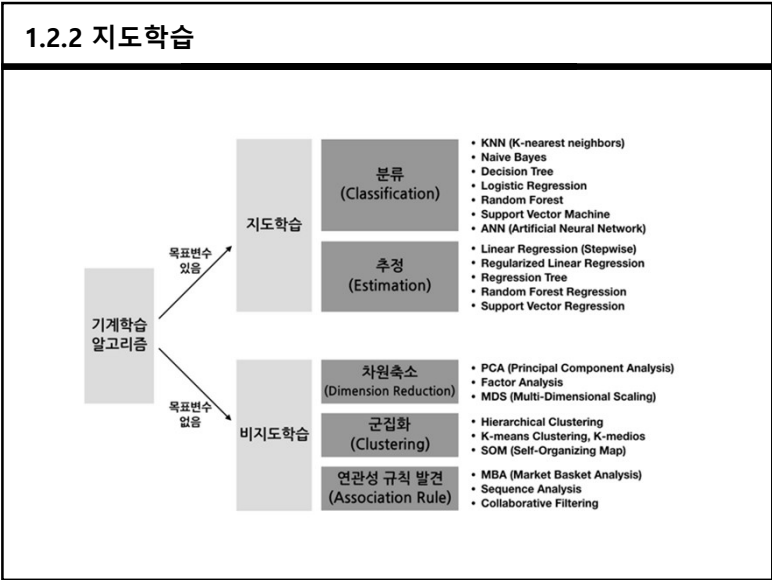 1.2.2 지도학습
기계학습
알고리즘
목표변수
있음
지도학습
분류
(Classification)
• KNN (K-nearest neighbors)
• Naive Bayes
• Decision Tree
• Logistic Regression
• Random Forest
• Support Vector Machine
• ANN (Artificial Neural Network)
추정
(Estimation)
• Linear Regression (Stepwise)
• Regularized Linear Regression
• Regression Tree
• Random Forest Regression
• Support Vector Regression
목표변수
없음
비지도학습
차원축소
(Dimension Reduction)
• PCA (Principal Component Analysis)
• Factor Analysis
• MDS (Multi-Dimensional Scaling)
군집화
(Clustering)
• Hierarchical Clustering
• K-means Clustering, K-medios
• SOM (Self-Organizing Map)
연관성 규칙 발견
(Association Rule)
• MBA (Market Basket Analysis)
• Sequence Analysis
• Collaborative Filtering